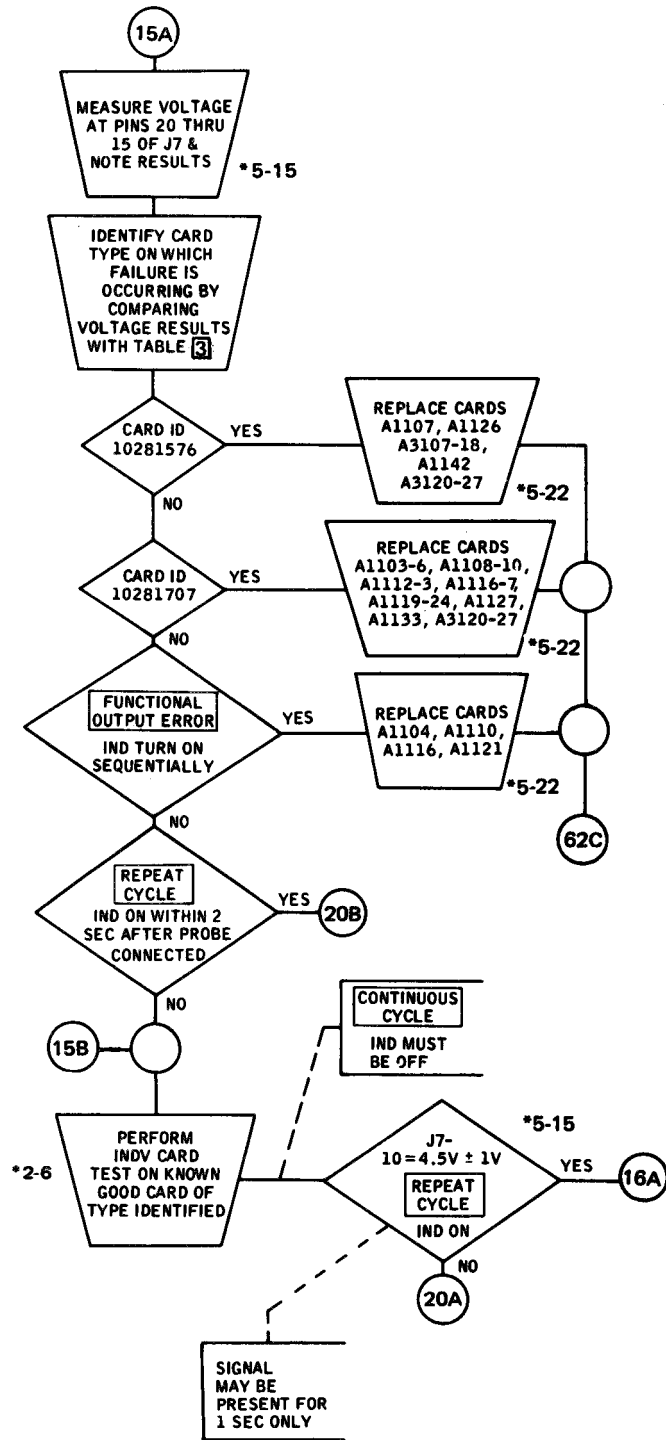 15A
MEASURE VOLTAGE
AT PINS 20 THRU
15 OF J7 &
NOTE RESULTS
*5-15
IDENTIFY CARD
TYPE ON WHICH
FAILURE IS
OCCURRING BY
COMPARING
VOLTAGE RESULTS
WITH TABLE 3
CARD ID
10281576
YES
NO
REPLACE CARDS
A1107, A1126
A3107-18,
A1142
A3120-27
*5-22
CARD ID
10281707
YES
NO
REPLACE CARDS
A1103-6, A1108-10,
A1112-3, A1116-7,
A1119-24, A1127,
A1133, A3120-27
*5-22
FUNCTIONAL
OUTPUT ERROR
IND TURN ON
SEQUENTIALLY
YES
NO
REPLACE CARDS
A1104, A1110,
A1116, A1121
*5-22
62C
REPEAT
CYCLE
IND ON WITHIN 2
SEC AFTER PROBE
CONNECTED
YES
20B
NO
15B
CONTINUOUS
CYCLE
IND MUST
BE OFF
*2-6
PERFORM
INDV CARD
TEST ON KNOWN
GOOD CARD OF
TYPE IDENTIFIED
*5-15
J7-
10=4.5V ± 1V
REPEAT
CYCLE
IND ON
YES
16A
NO
20A
SIGNAL
MAY BE
PRESENT FOR
1 SEC ONLY